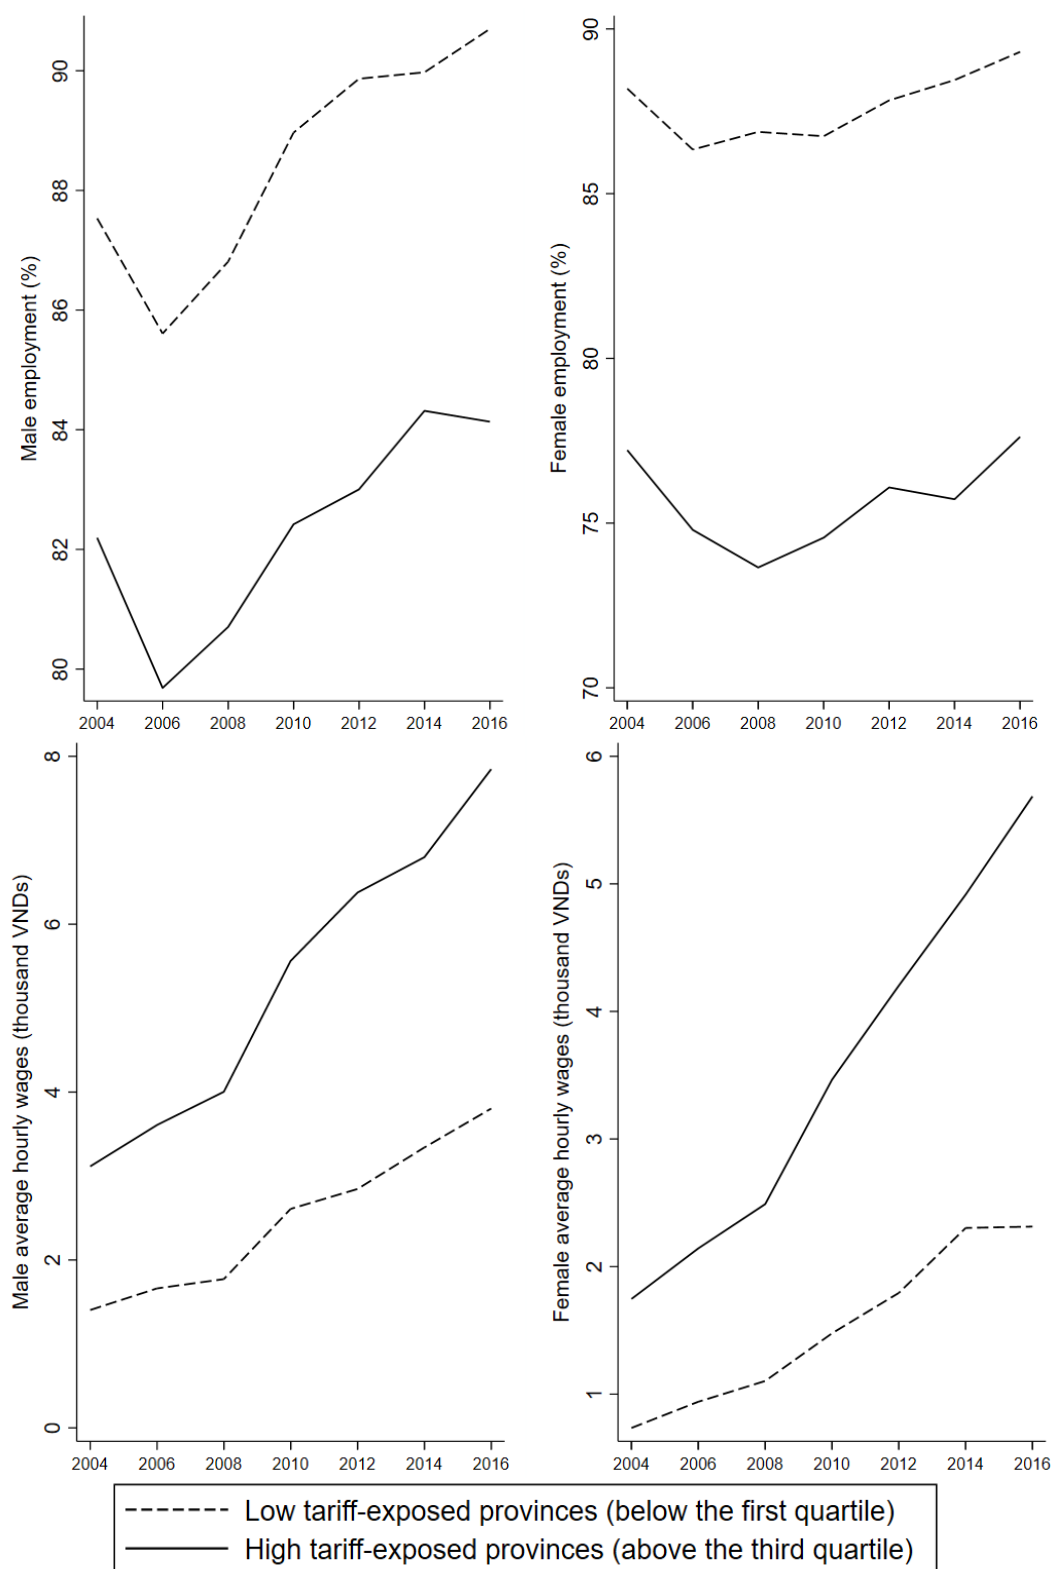 Male employment (%)
90
88
86
84
82
80
2004 2006 2008 2010 2012 2014 2016
Female employment (%)
90
85
80
75
70
2004 2006 2008 2010 2012 2014 2016
Male average hourly wages (thousand VNDs)
8
6
4
2
0
2004 2006 2008 2010 2012 2014 2016
Female average hourly wages (thousand VNDs)
6
5
4
3
2
1
2004 2006 2008 2010 2012 2014 2016
Low tariff-exposed provinces (below the first quartile)
High tariff-exposed provinces (above the third quartile)